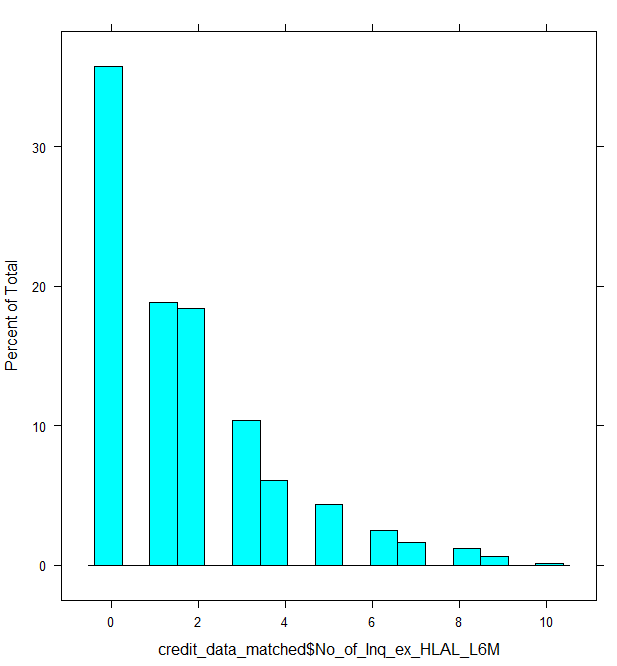 30
20
10
0
Percent of Total
0 2 4 6 8 10
credit_data_matched$No_of_Inq_ex_HLAL_L6M